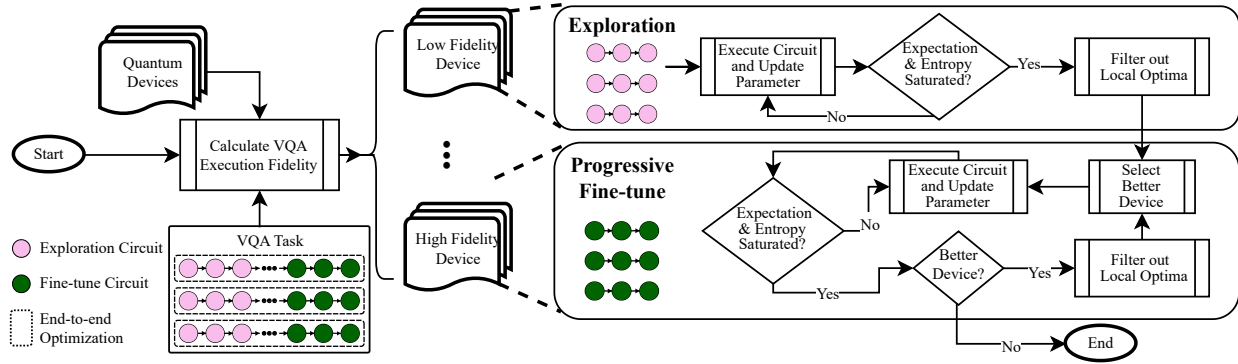 Start
Quantum
Devices
Calculate VQA
Execution Fidelity
VQA Task
Exploration Circuit
Fine-tune Circuit
End-to-end
Optimization
Low Fidelity
Device
High Fidelity
Device
Exploration
Execute Circuit
and Update
Parameter
Expectation
& Entropy
Saturated?
Yes
No
Filter out
Local Optima
Progressive
Fine-tune
Expectation
& Entropy
Saturated?
No
Yes
Execute Circuit
and Update
Parameter
Select
Better
Device
Better
Device?
Yes
Filter out
Local Optima
No
End